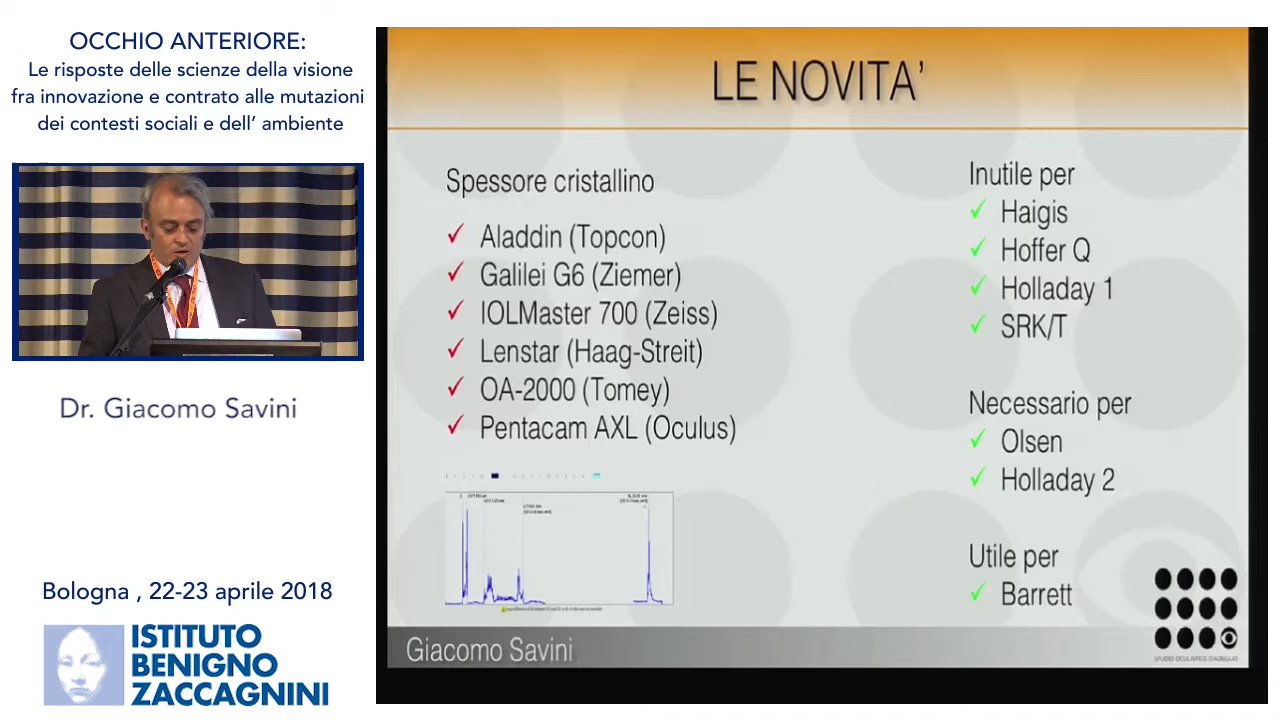 OCCHIO ANTERIORE:
Le risposte delle scienze della visione
fra innovazione e contrato alle mutazioni
dei contesti sociali e dell' ambiente
Dr. Giacomo Savini
Bologna , 22-23 aprile 2018
ISTITUTO
BENIGNO
ZACCAGNINI
LE NOVITA'
Spessore cristallino
✓ Aladdin (Topcon)
✓ Galilei G6 (Ziemer)
✓ IOLMaster 700 (Zeiss)
✓ Lenstar (Haag-Streit)
✓ OA-2000 (Tomey)
✓ Pentacam AXL (Oculus)
Inutile per
✓ Haigis
✓ Hoffer Q
✓ Holladay 1
✓ SRK/T
Necessario per
✓ Olsen
✓ Holladay 2
Utile per
✓ Barrett
Giacomo Savini
STUDIO OCULISTICO D'AZEGLIO